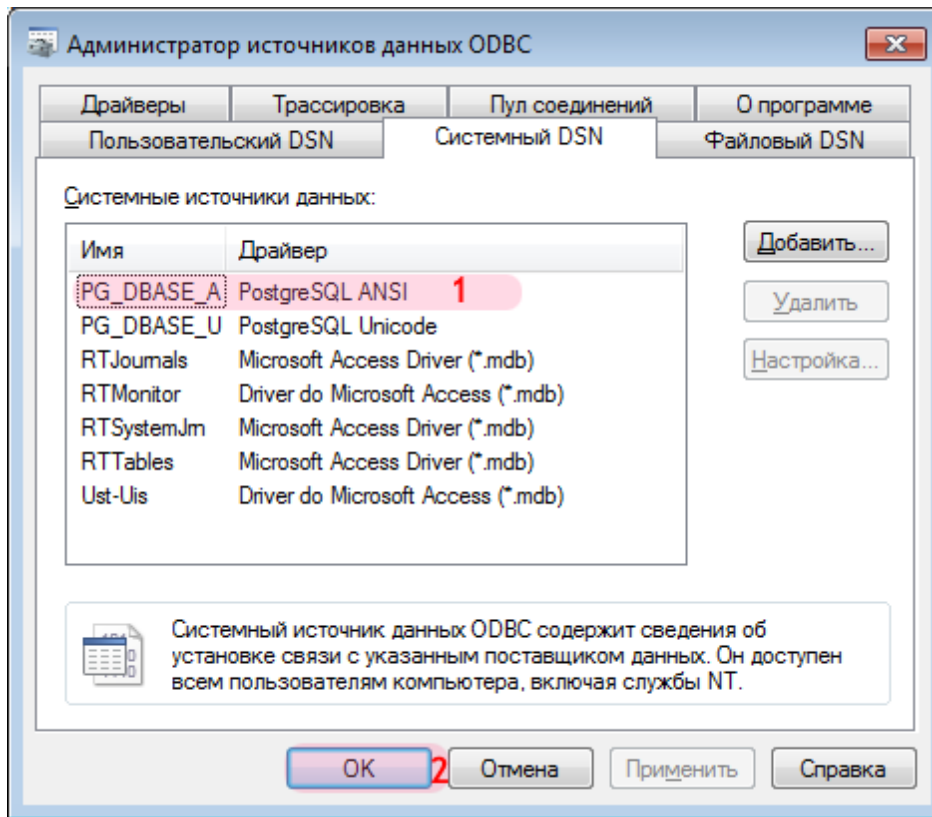 Администратор источников данных ODBC
Драйверы Трассировка Пул соединений О программе
Пользовательский DSN Системный DSN Файловый DSN
Системные источники данных:
Имя Драйвер
Добавить...
PG_DBASE_A PostgreSQL ANSI 1
Удалить
PG_DBASE_U PostgreSQL Unicode
RTJournals Microsoft Access Driver (*.mdb)
Настройка...
RTMonitor Driver do Microsoft Access (*.mdb)
RTSystemJrn Microsoft Access Driver (*.mdb)
RTTables Microsoft Access Driver (*.mdb)
Ust-Uis Driver do Microsoft Access (*.mdb)
Системный источник данных ODBC содержит сведения об
установке связи с указанным поставщиком данных. Он доступен
всем пользователям компьютера, включая службы NT.
OK 2 Отмена Применить Справка